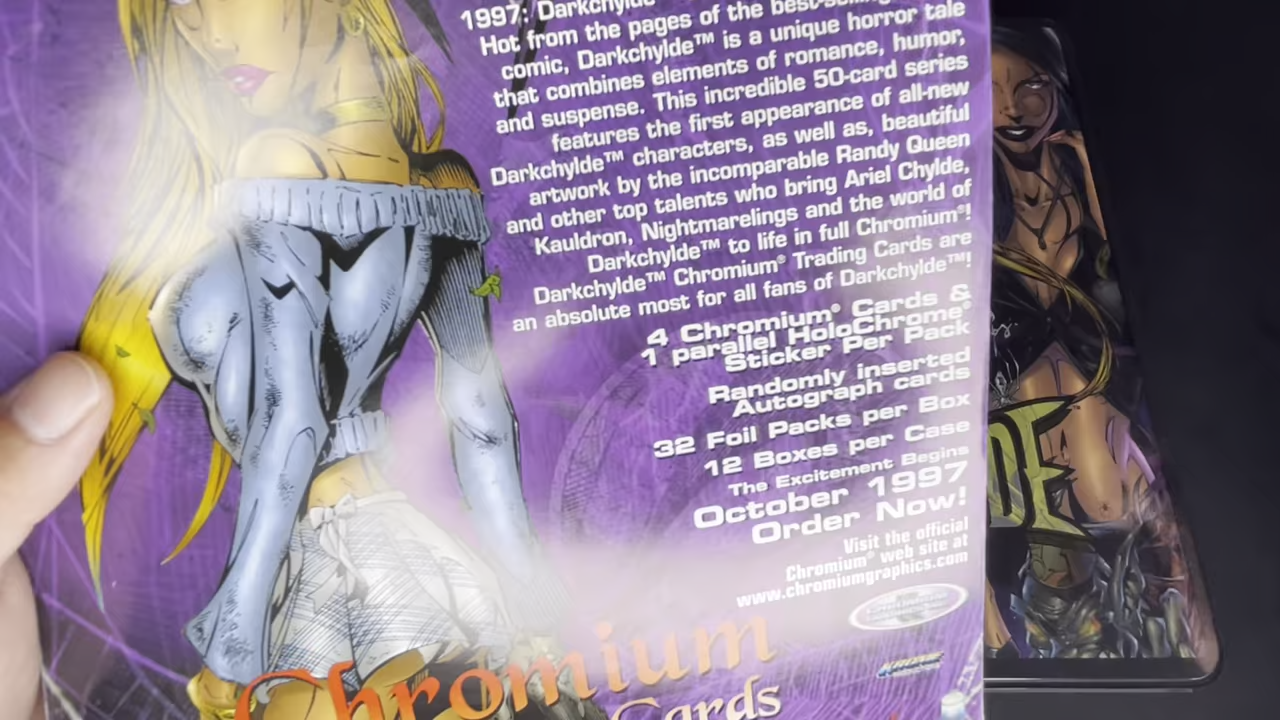 1997: Darkchylde
Hot from the pages of the best-selling
comic, Darkchylde™ is a unique horror tale
that combines elements of romance, humor,
and suspense. This incredible 50-card series
features the first appearance of all-new
Darkchylde™ characters, as well as, beautiful
artwork by the incomparable Randy Queen
and other top talents who bring Ariel Chylde,
Kauldron, Nightmarelings and the world of
Darkchylde™ to life in full Chromium®!
Darkchylde™ Chromium® Trading Cards are
an absolute most for all fans of Darkchylde™!
4 Chromium® Cards &
1 parallel HoloChrome®
Sticker Per Pack
Randomly inserted
Autograph cards
32 Foil Packs per Box
12 Boxes per Case
The Excitement Begins
October 1997
Order Now!
Visit the official
Chromium® web site at
www.chromiumgraphics.com
Chromium
Cards
DE